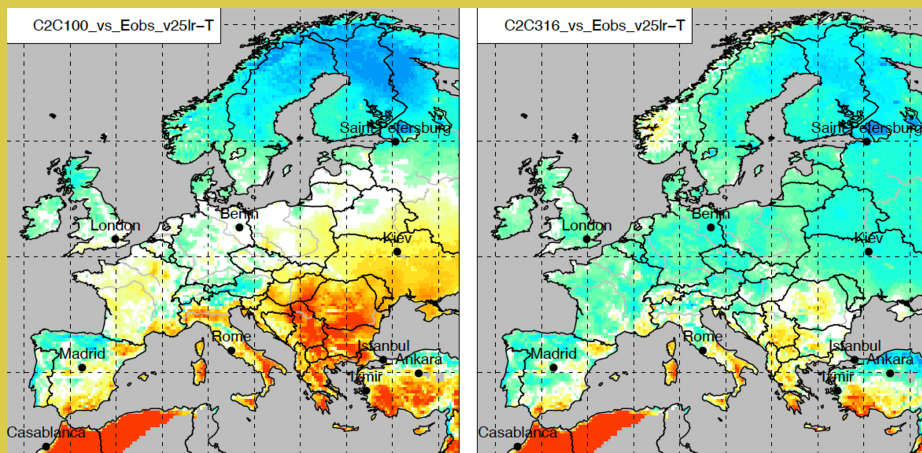 C2C100_vs_Eobs_v25lr-T
C2C316_vs_Eobs_v25lr-T
Saint Petersburg
London
Berlin
Kiev
Rome
Madrid
Istanbul
Ankara
Izmir
Casablanca
Saint Petersburg
London
Berlin
Kiev
Rome
Madrid
Istanbul
Ankara
Izmir
Casablanca